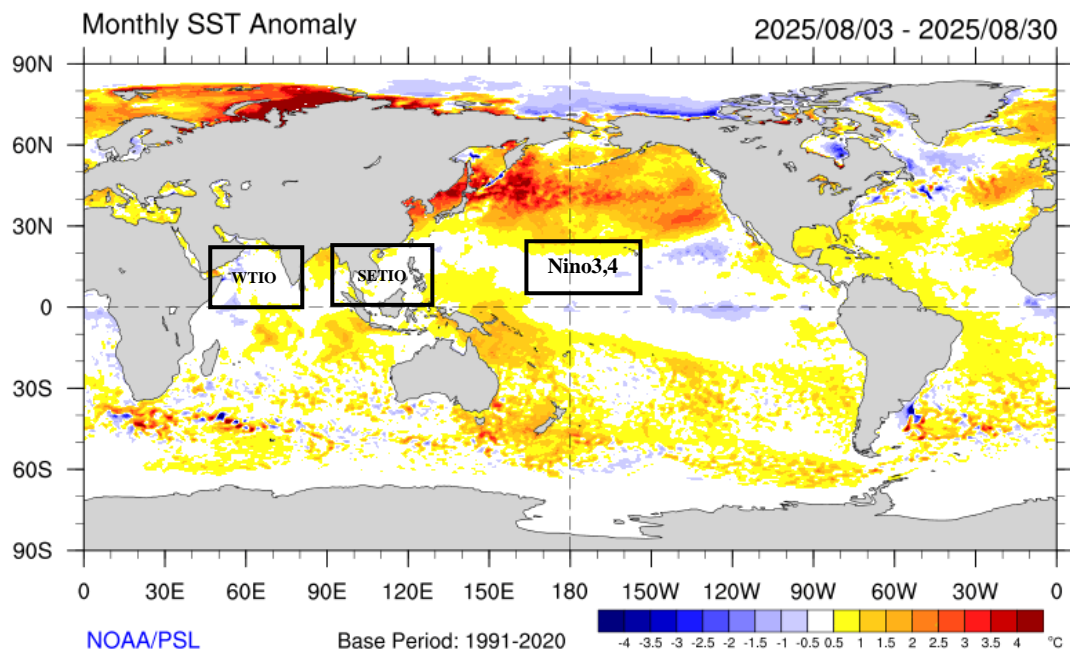 Monthly SST Anomaly 2025/08/03 - 2025/08/30
90N
60N
30N
0
30S
60S
90S
WTIO SETIO Nino3,4
0 30E 60E 90E 120E 150E 180 150W 120W 90W 60W 30W 0
NOAA/PSL Base Period: 1991-2020
-4 -3.5 -3 -2.5 -2 -1.5 -1 -0.5 0.5 1 1.5 2 2.5 3 3.5 4 °C